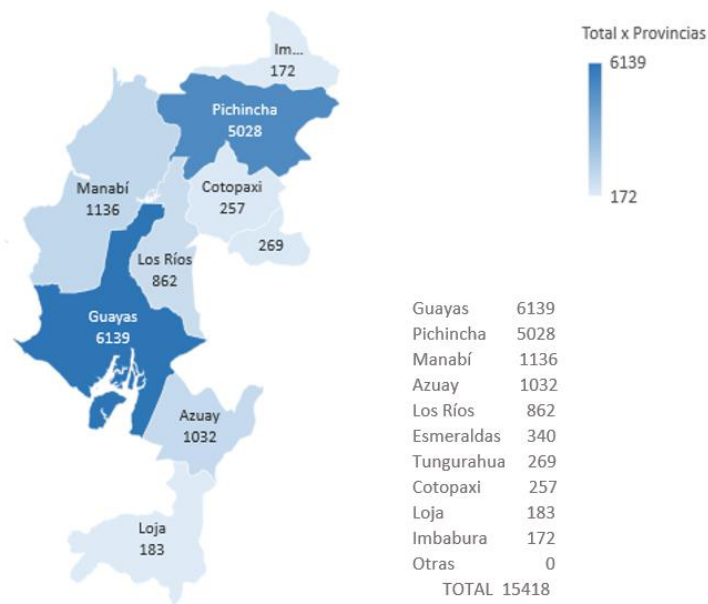 Total x Provincias
6139
172
Im...
172
Pichincha
5028
Manabí
1136
Cotopaxi
257
269
Los Ríos
862
Guayas
6139
Azuay
1032
Loja
183
Guayas 6139
Pichincha 5028
Manabí 1136
Azuay 1032
Los Ríos 862
Esmeraldas 340
Tungurahua 269
Cotopaxi 257
Loja 183
Imbabura 172
Otras 0
TOTAL 15418